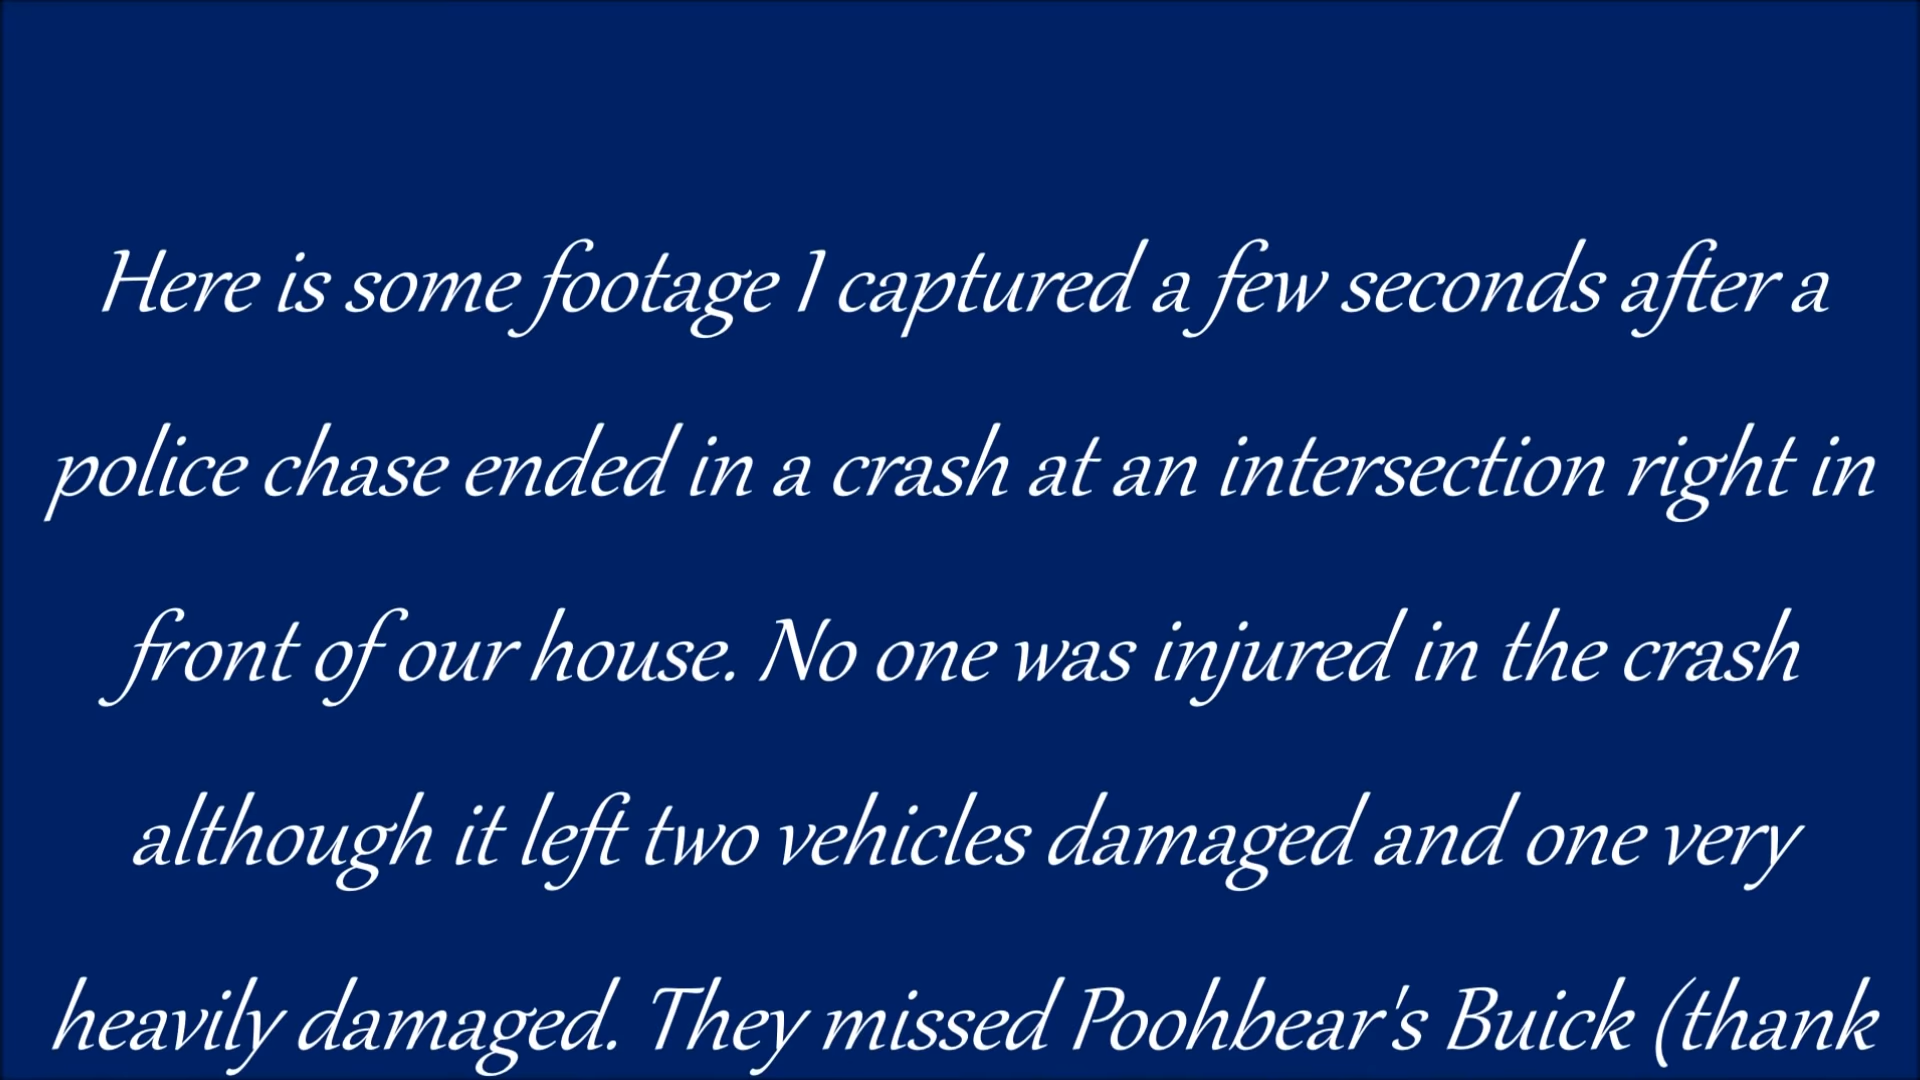 Here is some footage I captured a few seconds after a
police chase ended in a crash at an intersection right in
front of our house. No one was injured in the crash
although it left two vehicles damaged and one very
heavily damaged. They missed Poohbear's Buick (thank